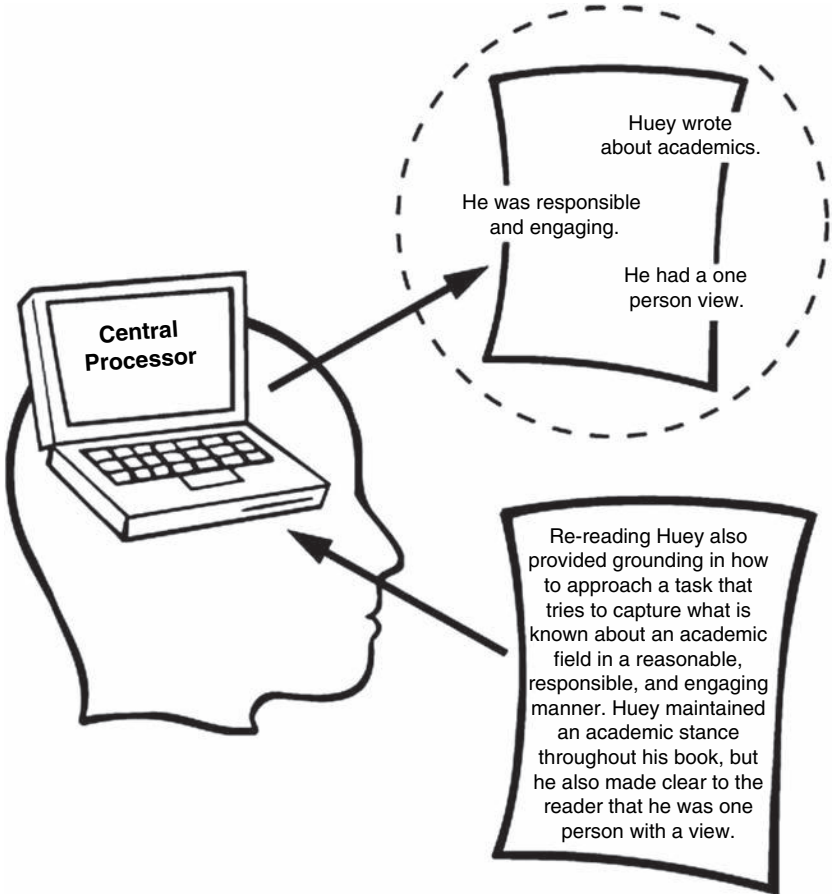 Huey wrote
about academics.
He was responsible
and engaging.
He had a one
person view.
Central
Processor
Re-reading Huey also
provided grounding in how
to approach a task that
tries to capture what is
known about an academic
field in a reasonable,
responsible, and engaging
manner. Huey maintained
an academic stance
throughout his book, but
he also made clear to the
reader that he was one
person with a view.